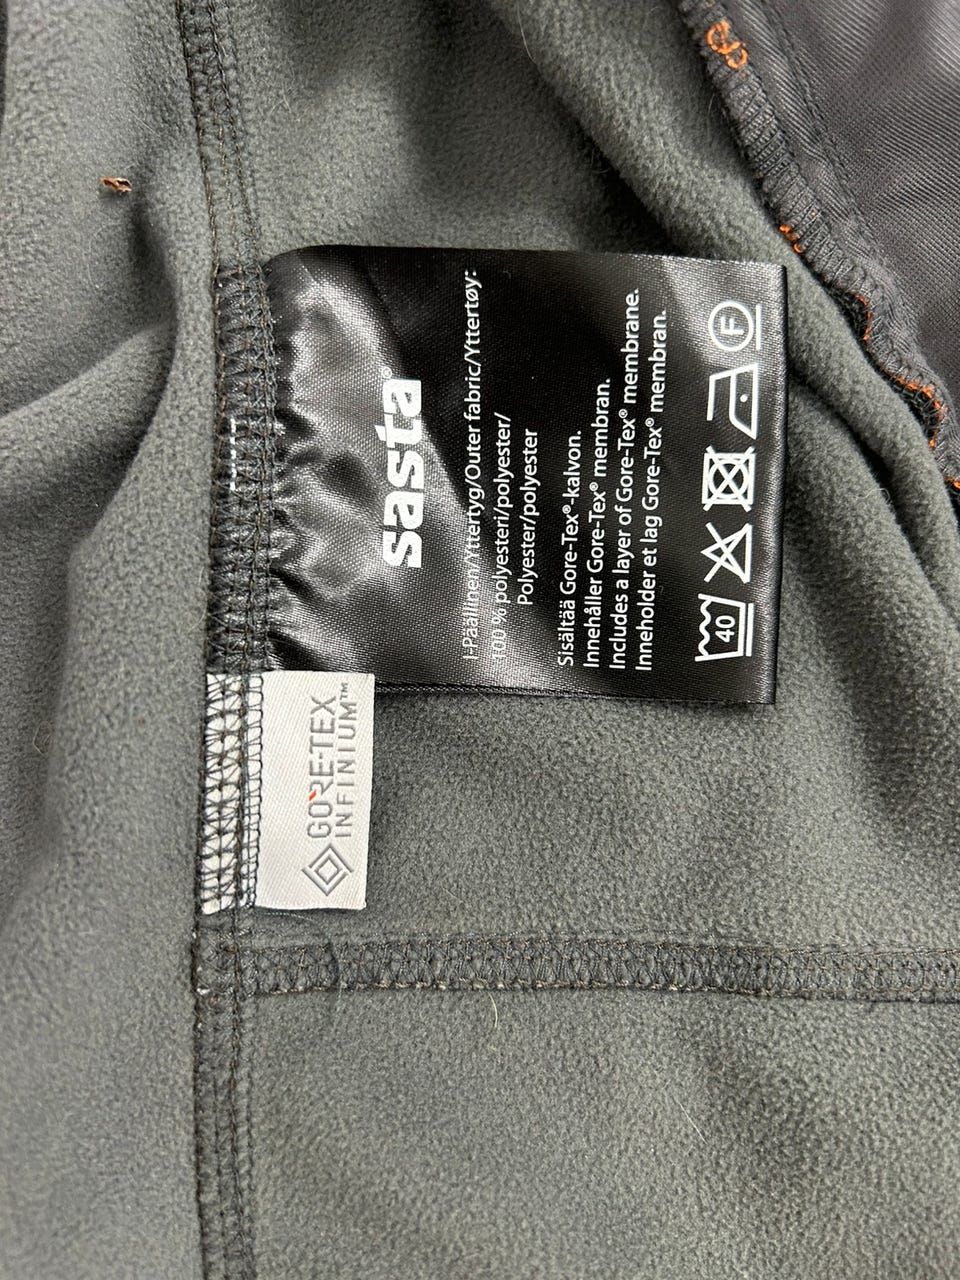 sasta®
I-Päällinen/Yttertyg/Outer fabric/Yttertøy:
100 % polyesteri/polyester/
Polyester/polyester
Sisältää Gore-Tex®-kalvon.
Innehåller Gore-Tex® membran.
Includes a layer of Gore-Tex® membrane.
Inneholder et lag Gore-Tex® membran.
40
F
GORE-TEX
INFINIUM™